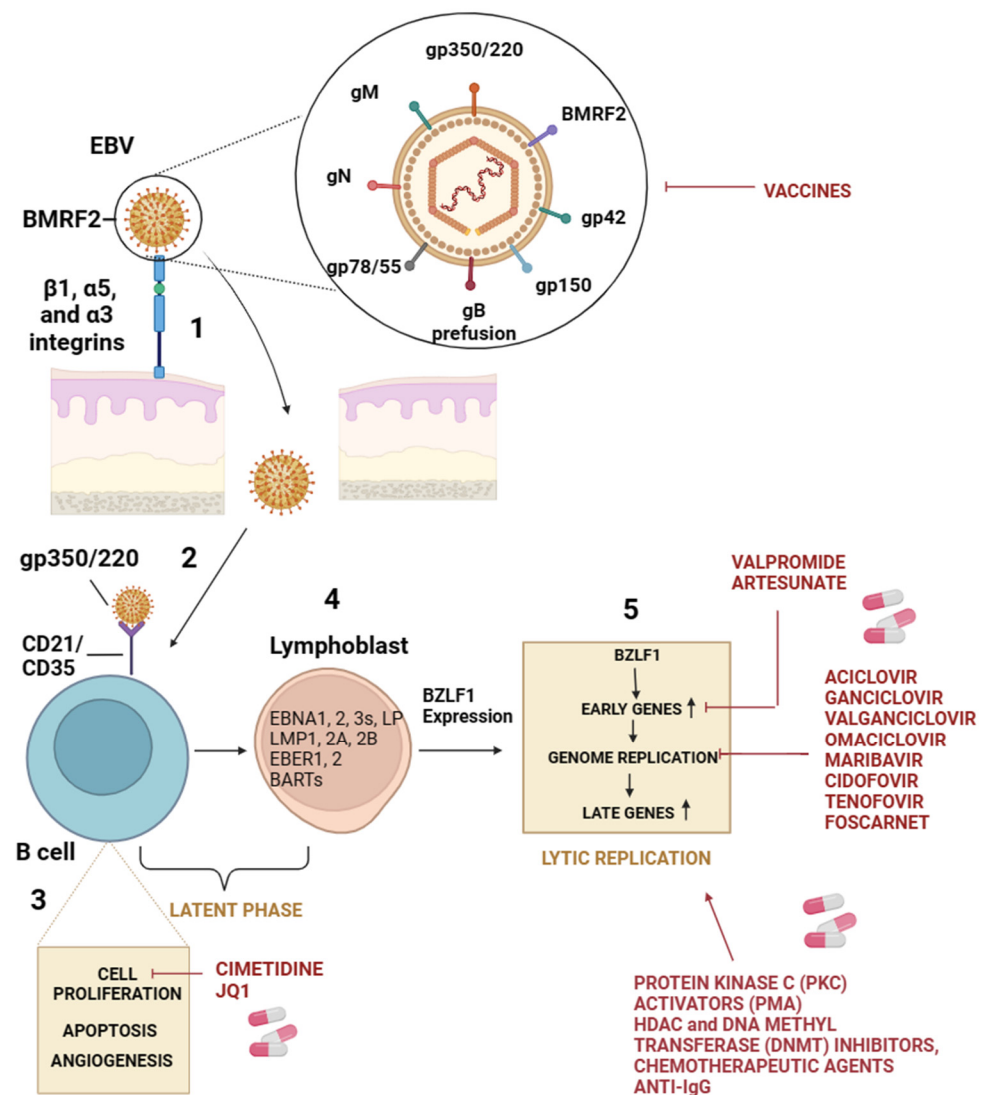 gp350/220
gM
BMRF2
EBV
gN
VACCINES
BMRF2
gp42
gp78/55
gp150
β1, α5,
and α3
integrins
1
gB
prefusion
2
gp350/220
VALPROMIDE
ARTESUNATE
4
5
Lymphoblast
CD21/
CD35
BZLF1
ACICLOVIR
GANCICLOVIR
VALGANCICLOVIR
OMACICLOVIR
MARIBAVIR
CIDOFOVIR
TENOFOVIR
FOSCARNET
BZLF1
Expression
EBNA1, 2, 3s, LP
LMP1, 2A, 2B
EBER1, 2
BARTs
EARLY GENES
GENOME REPLICATION
LATE GENES
B cell
LYTIC REPLICATION
3
LATENT PHASE
CELL
PROLIFERATION
APOPTOSIS
ANGIOGENESIS
CIMETIDINE
JQ1
PROTEIN KINASE C (PKC)
ACTIVATORS (PMA)
HDAC and DNA METHYL
TRANSFERASE (DNMT) INHIBITORS,
CHEMOTHERAPEUTIC AGENTS
ANTI-IgG